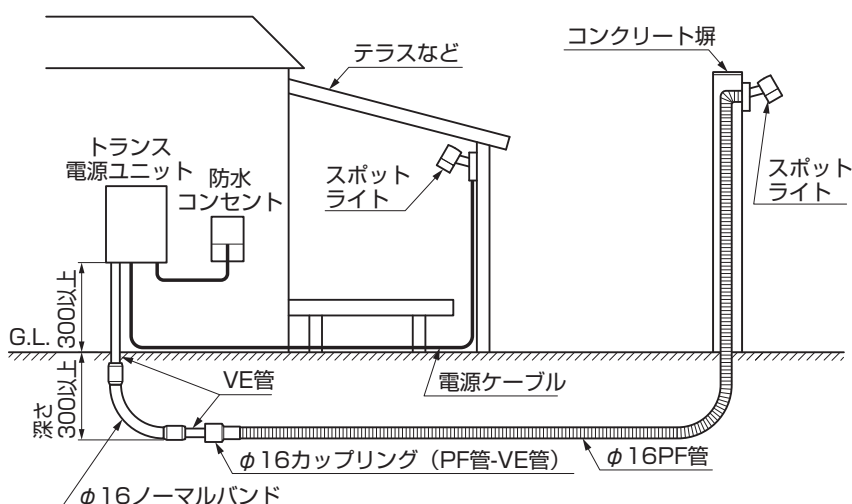 コンクリート塀
テラスなど
トランス
電源ユニット
防水
コンセント
スポット
ライト
スポット
ライト
300以上
G.L.
深さ
300以上
VE管
電源ケーブル
φ16カップリング（PF管-VE管）
φ16PF管
φ16ノーマルバンド